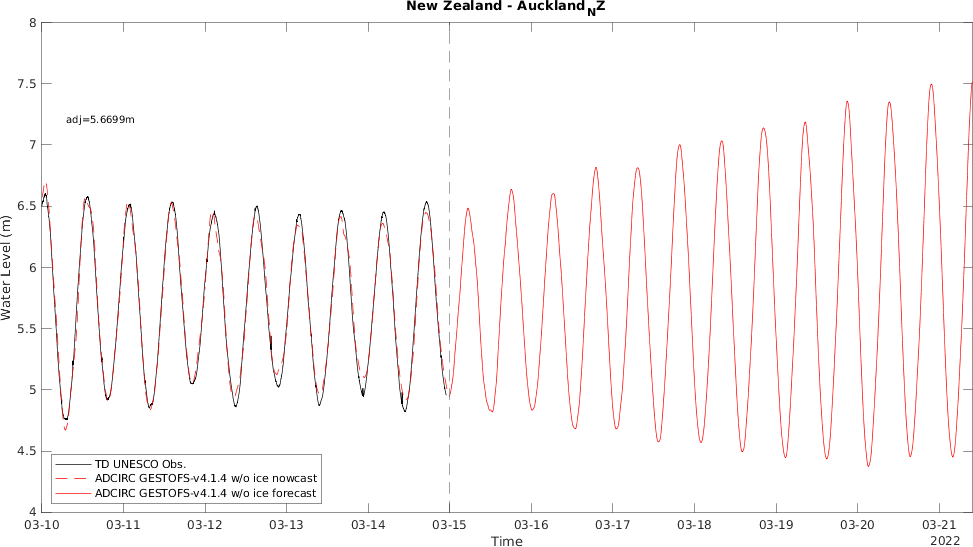 New Zealand - Auckland_NZ
8
7.5
adj=5.6699m
7
6.5
6
5.5
5
4.5
4
Water Level (m)
TD UNESCO Obs.
ADCIRC GESTOFS-v4.1.4 w/o ice nowcast
ADCIRC GESTOFS-v4.1.4 w/o ice forecast
03-10 03-11 03-12 03-13 03-14 03-15 03-16 03-17 03-18 03-19 03-20 03-21
Time
2022